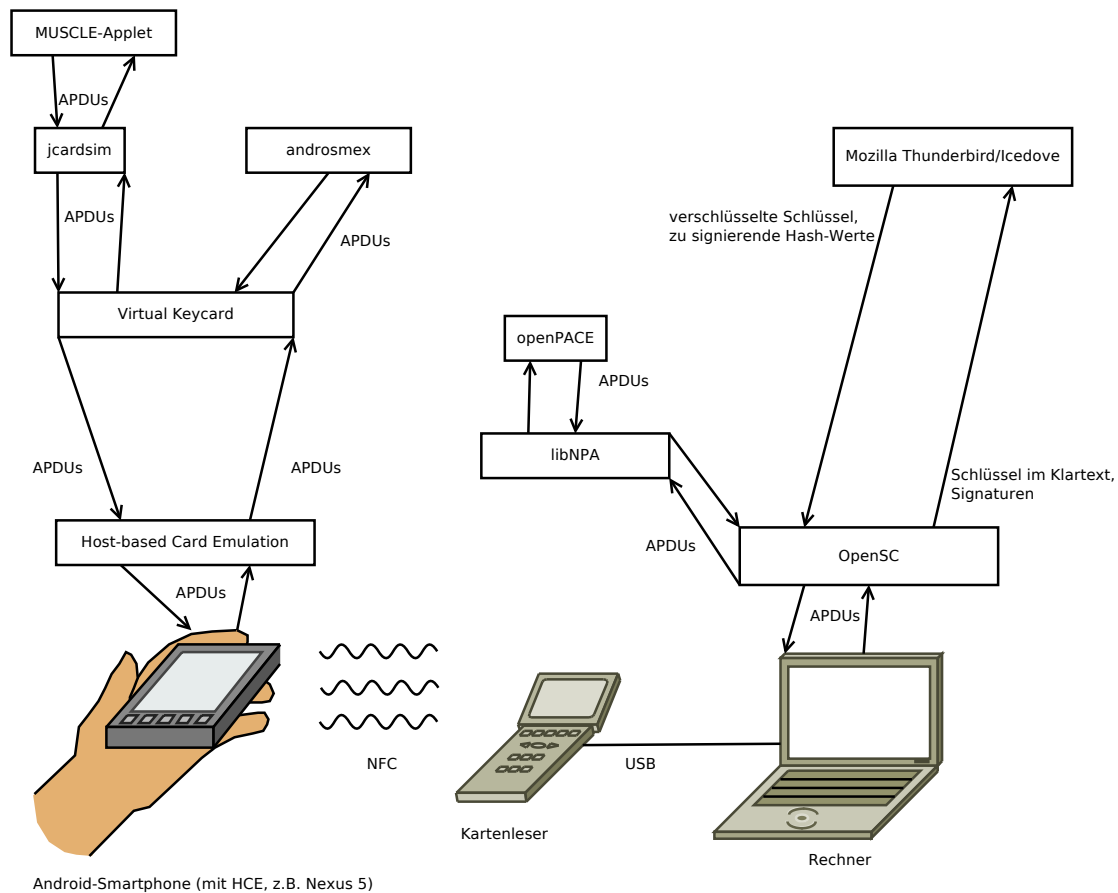 MUSCLE-Applet
APDUs
jcardsim
androsmex
Mozilla Thunderbird/Icedove
APDUs
APDUs
verschlüsselte Schlüssel,
zu signierende Hash-Werte
Virtual Keycard
openPACE
APDUs
libNPA
APDUs
APDUs
Schlüssel im Klartext,
Signaturen
Host-based Card Emulation
APDUs
OpenSC
APDUs
APDUs
NFC
USB
Kartenleser
Rechner
Android-Smartphone (mit HCE, z.B. Nexus 5)